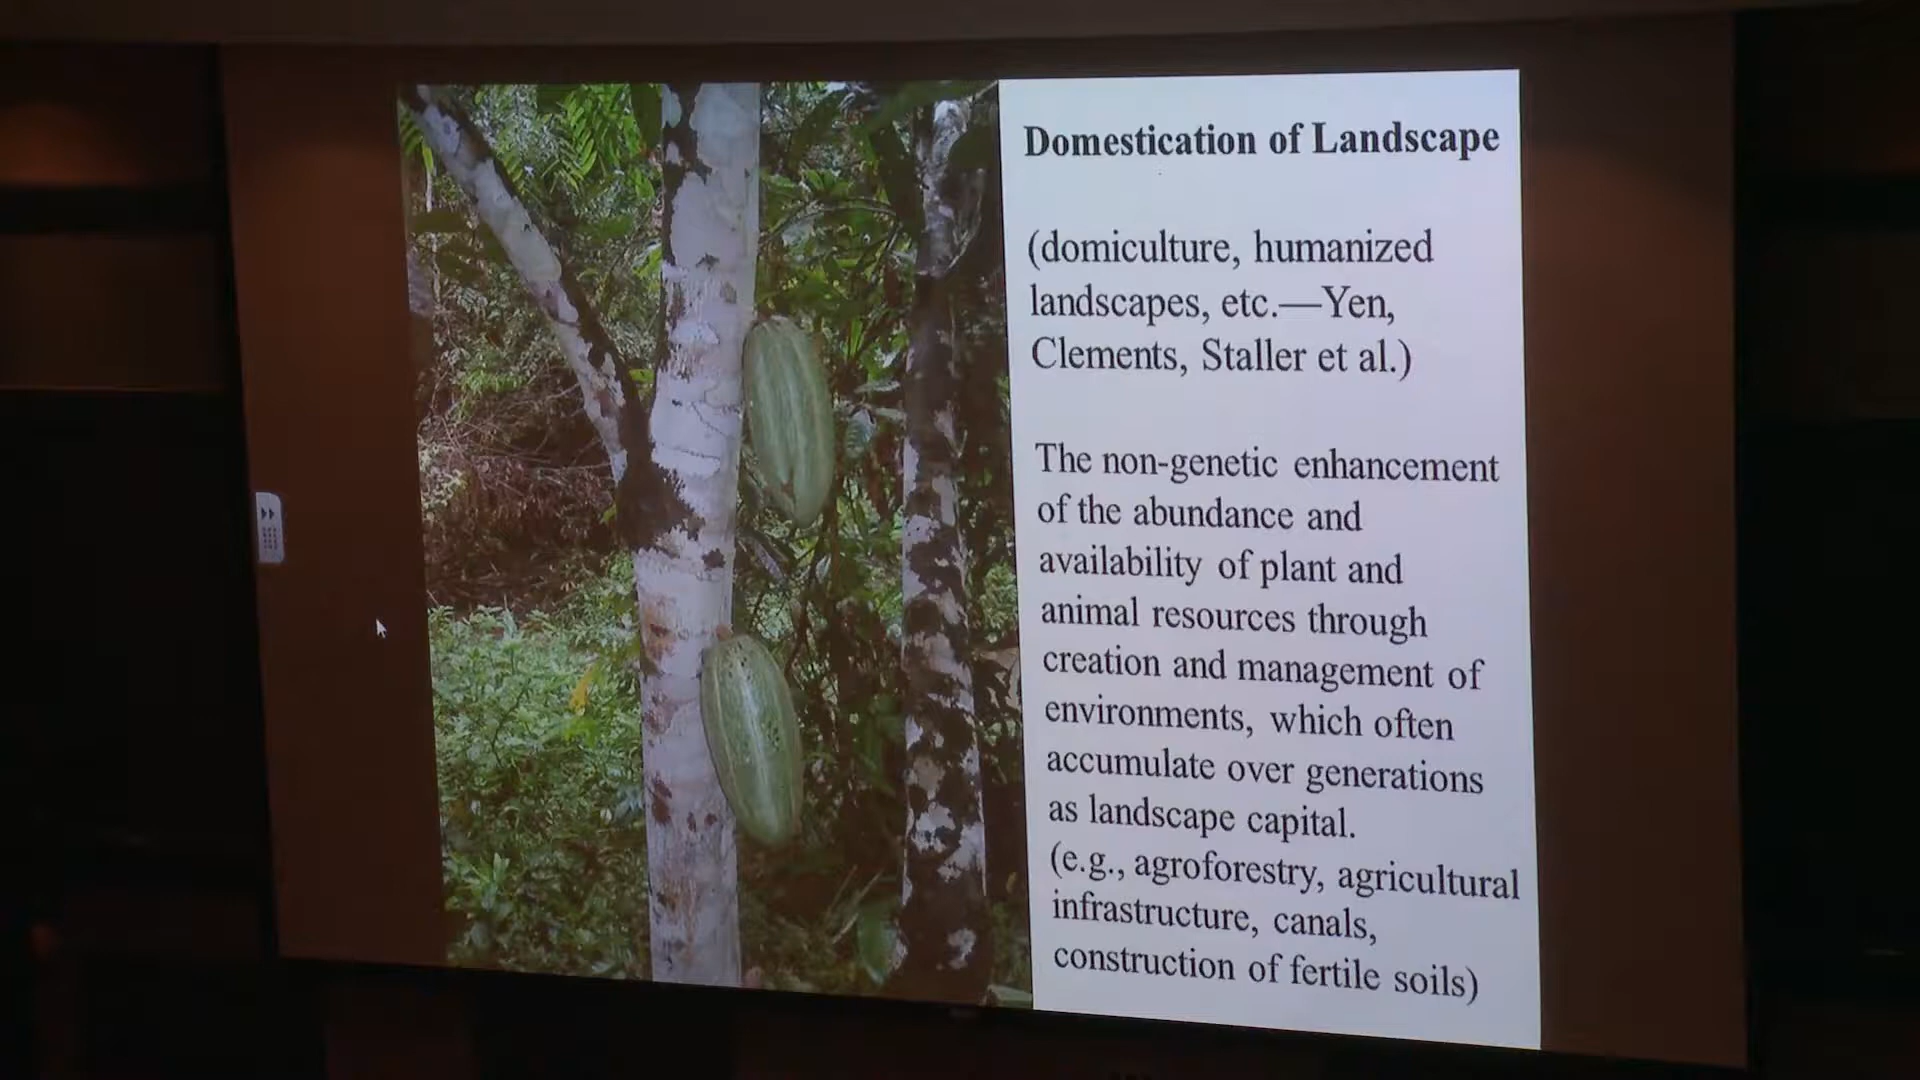 Domestication of Landscape
(domiculture, humanized
landscapes, etc.—Yen,
Clements, Staller et al.)
The non-genetic enhancement
of the abundance and
availability of plant and
animal resources through
creation and management of
environments, which often
accumulate over generations
as landscape capital.
(e.g., agroforestry, agricultural
infrastructure, canals,
construction of fertile soils)